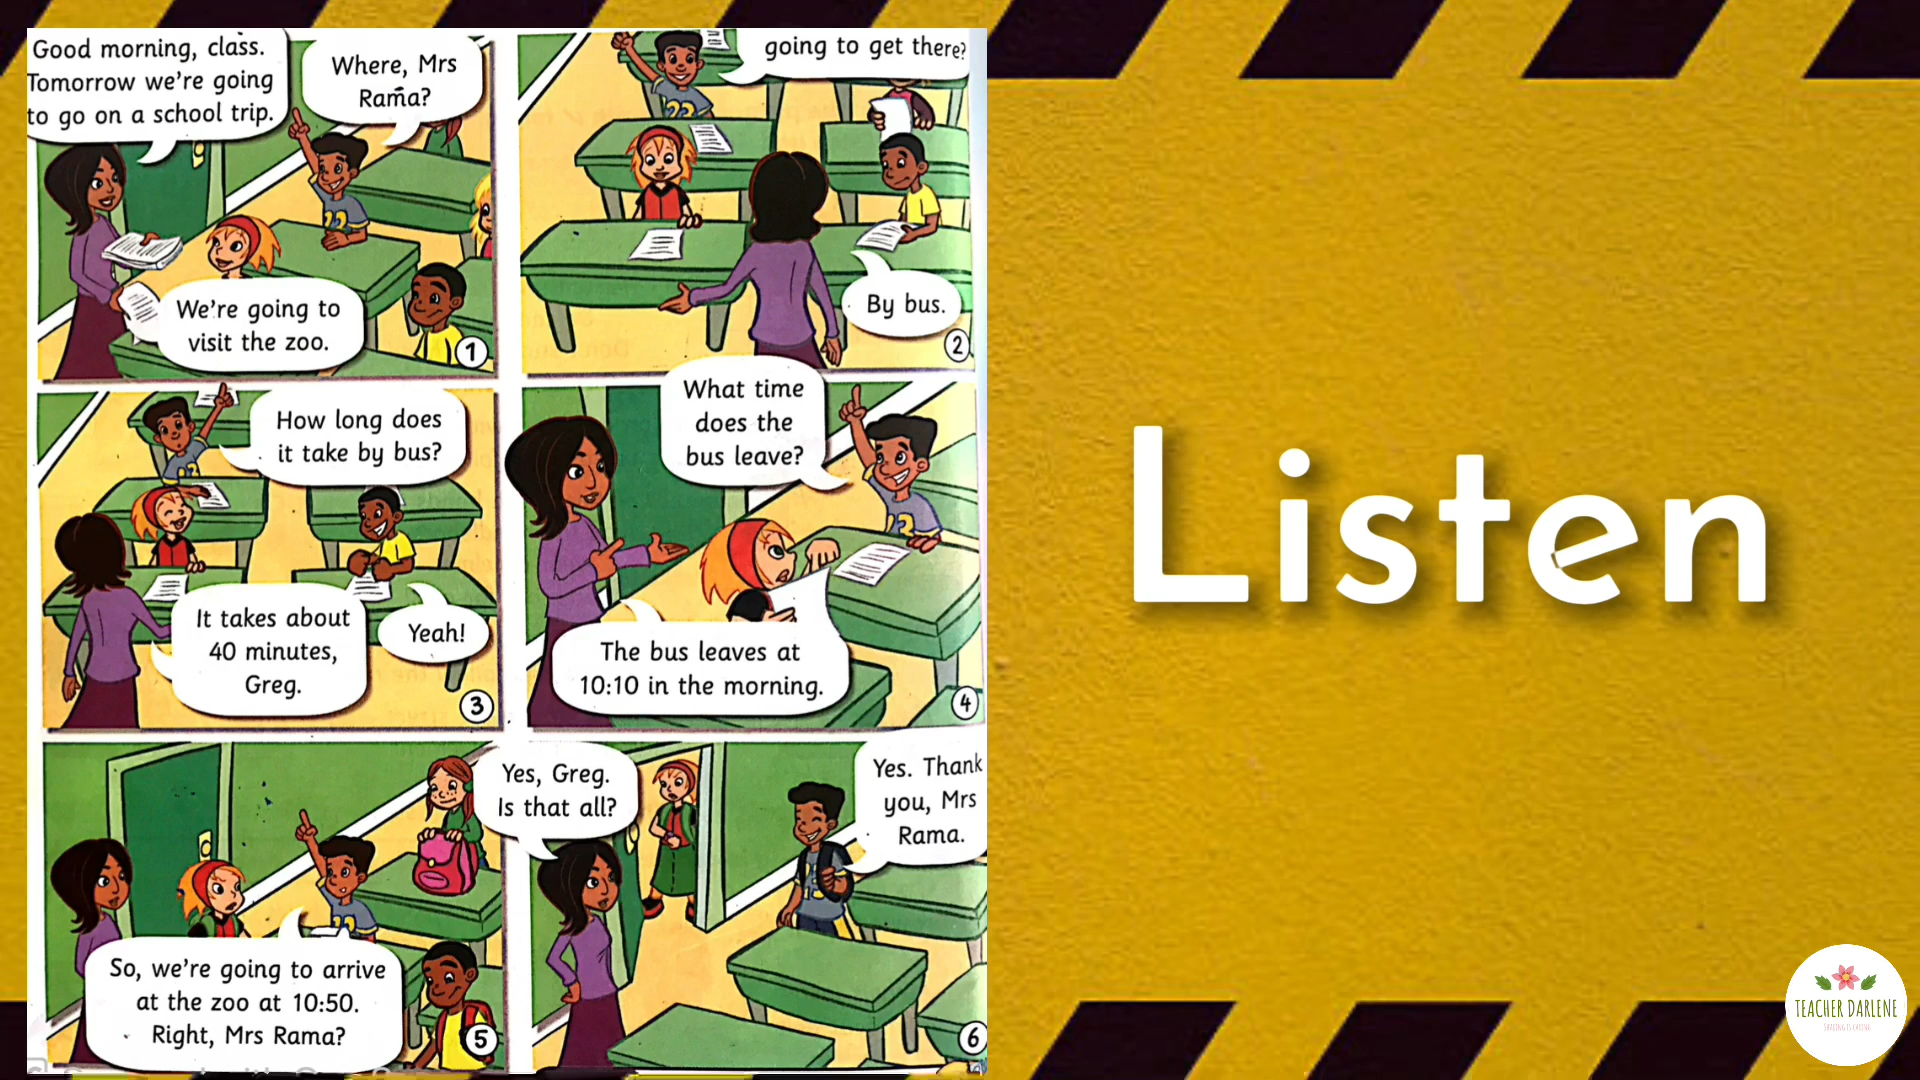 Good morning, class.
Tomorrow we're going
to go on a school trip.
Where, Mrs
Rama?
We're going to
visit the zoo.
1
going to get there?
By bus.
2
How long does
it take by bus?
It takes about
40 minutes,
Greg.
Yeah!
3
What time
does the
bus leave?
The bus leaves at
10:10 in the morning.
4
So, we're going to arrive
at the zoo at 10:50.
Right, Mrs Rama?
5
Yes, Greg.
Is that all?
Yes. Thank
you, Mrs
Rama.
6
Listen
TEACHER DARLENE
SHARING IS CARING